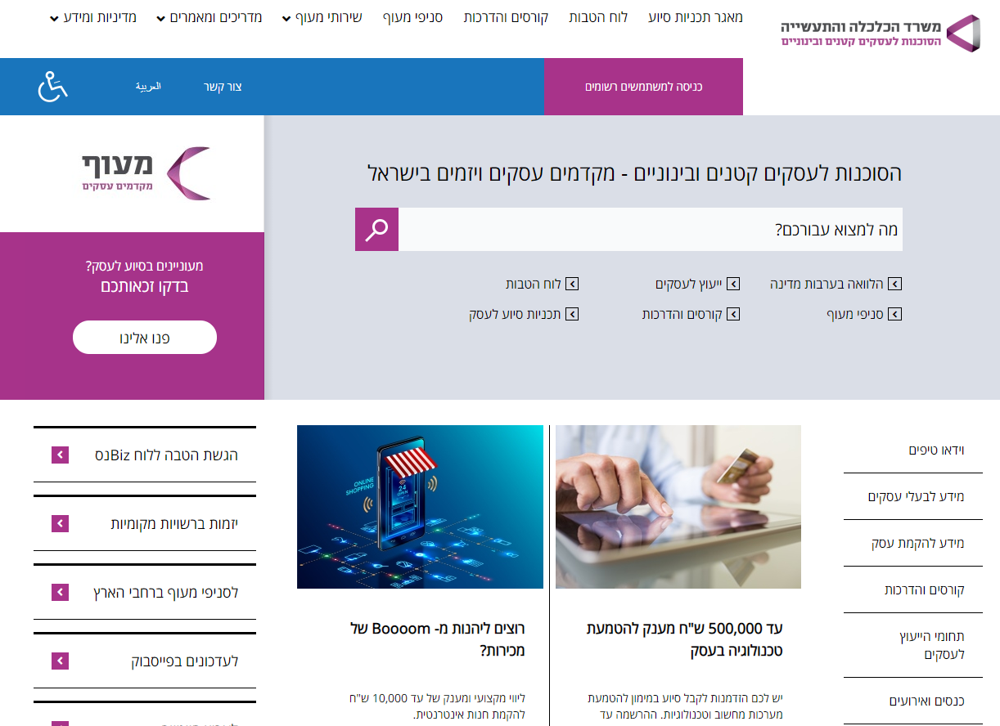 משרד הכלכלה והתעשייה
הסוכנות לעסקים קטנים ובינוניים
מאגר תכניות סיוע
לוח הטבות
קורסים והדרכות
סניפי מעוף
שירותי מעוף
מדריכים ומאמרים
מדיניות ומידע
כניסה למשתמשים רשומים
צור קשר
العربية
הסוכנות לעסקים קטנים ובינוניים - מקדמים עסקים ויזמים בישראל
מה למצוא עבורכם?
הלוואה בערבות מדינה
ייעוץ לעסקים
לוח הטבות
סניפי מעוף
קורסים והדרכות
תכניות סיוע לעסק
מעוף
מקדמים עסקים
מעוניינים בסיוע לעסק?
בדקו זכאותכם
פנו אלינו
וידאו טיפים
מידע לבעלי עסקים
מידע להקמת עסק
קורסים והדרכות
תחומי הייעוץ
לעסקים
כנסים ואירועים
עד 500,000 ש"ח מענק להטמעת
טכנולוגיה בעסק
יש לכם הזדמנות לקבל סיוע במימון להטמעת
מערכות מחשוב וטכנולוגיות. ההרשמה עד
ONLINE
SHOPPING
24
OPEN
רוצים ליהנות מ- Boooom של
מכירות?
ליווי מקצועי ומענק של עד 10,000 ש"ח
להקמת חנות אינטרנטית.
הגשת הטבה ללוח Bizנס
יזמות ברשויות מקומיות
לסניפי מעוף ברחבי הארץ
לעדכונים בפייסבוק